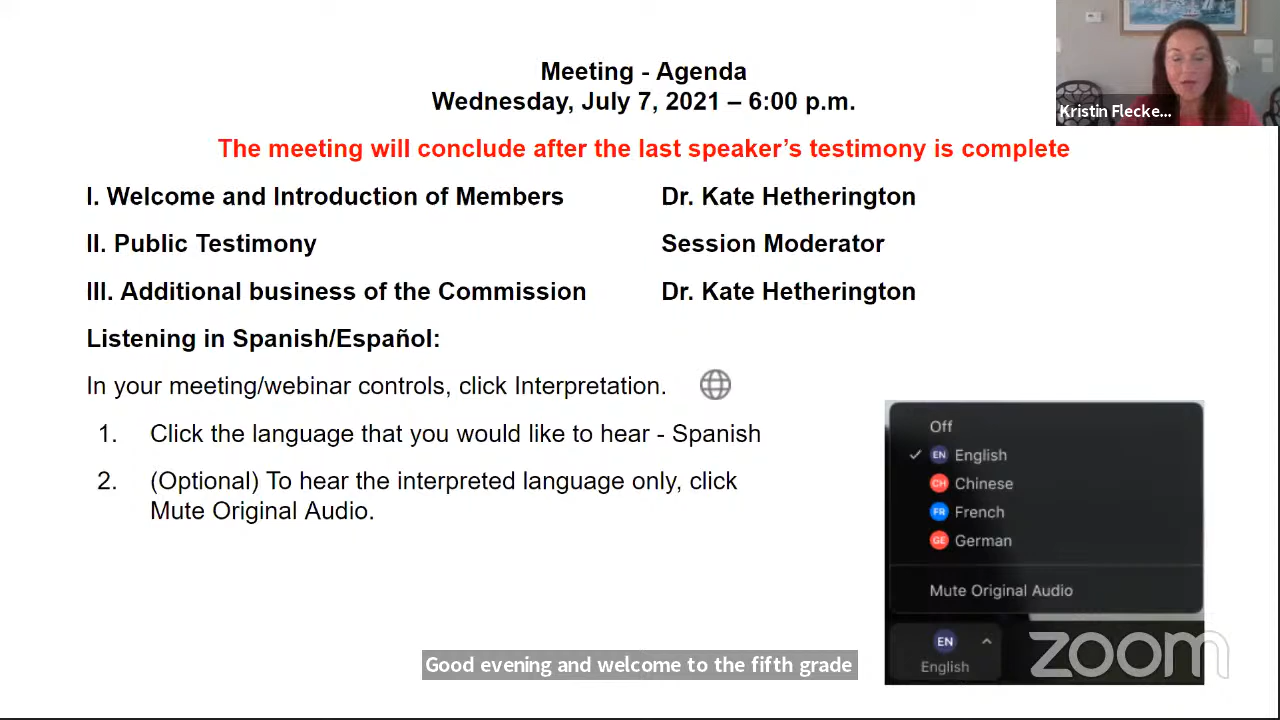 Meeting - Agenda
Wednesday, July 7, 2021 – 6:00 p.m.
Kristin Flecke...
The meeting will conclude after the last speaker's testimony is complete
I. Welcome and Introduction of Members Dr. Kate Hetherington
II. Public Testimony Session Moderator
III. Additional business of the Commission Dr. Kate Hetherington
Listening in Spanish/Español:
In your meeting/webinar controls, click Interpretation.
1. Click the language that you would like to hear - Spanish
2. (Optional) To hear the interpreted language only, click
Mute Original Audio.
Off
EN English
CH Chinese
FR French
GE German
Mute Original Audio
EN
English
zoom
Good evening and welcome to the fifth grade